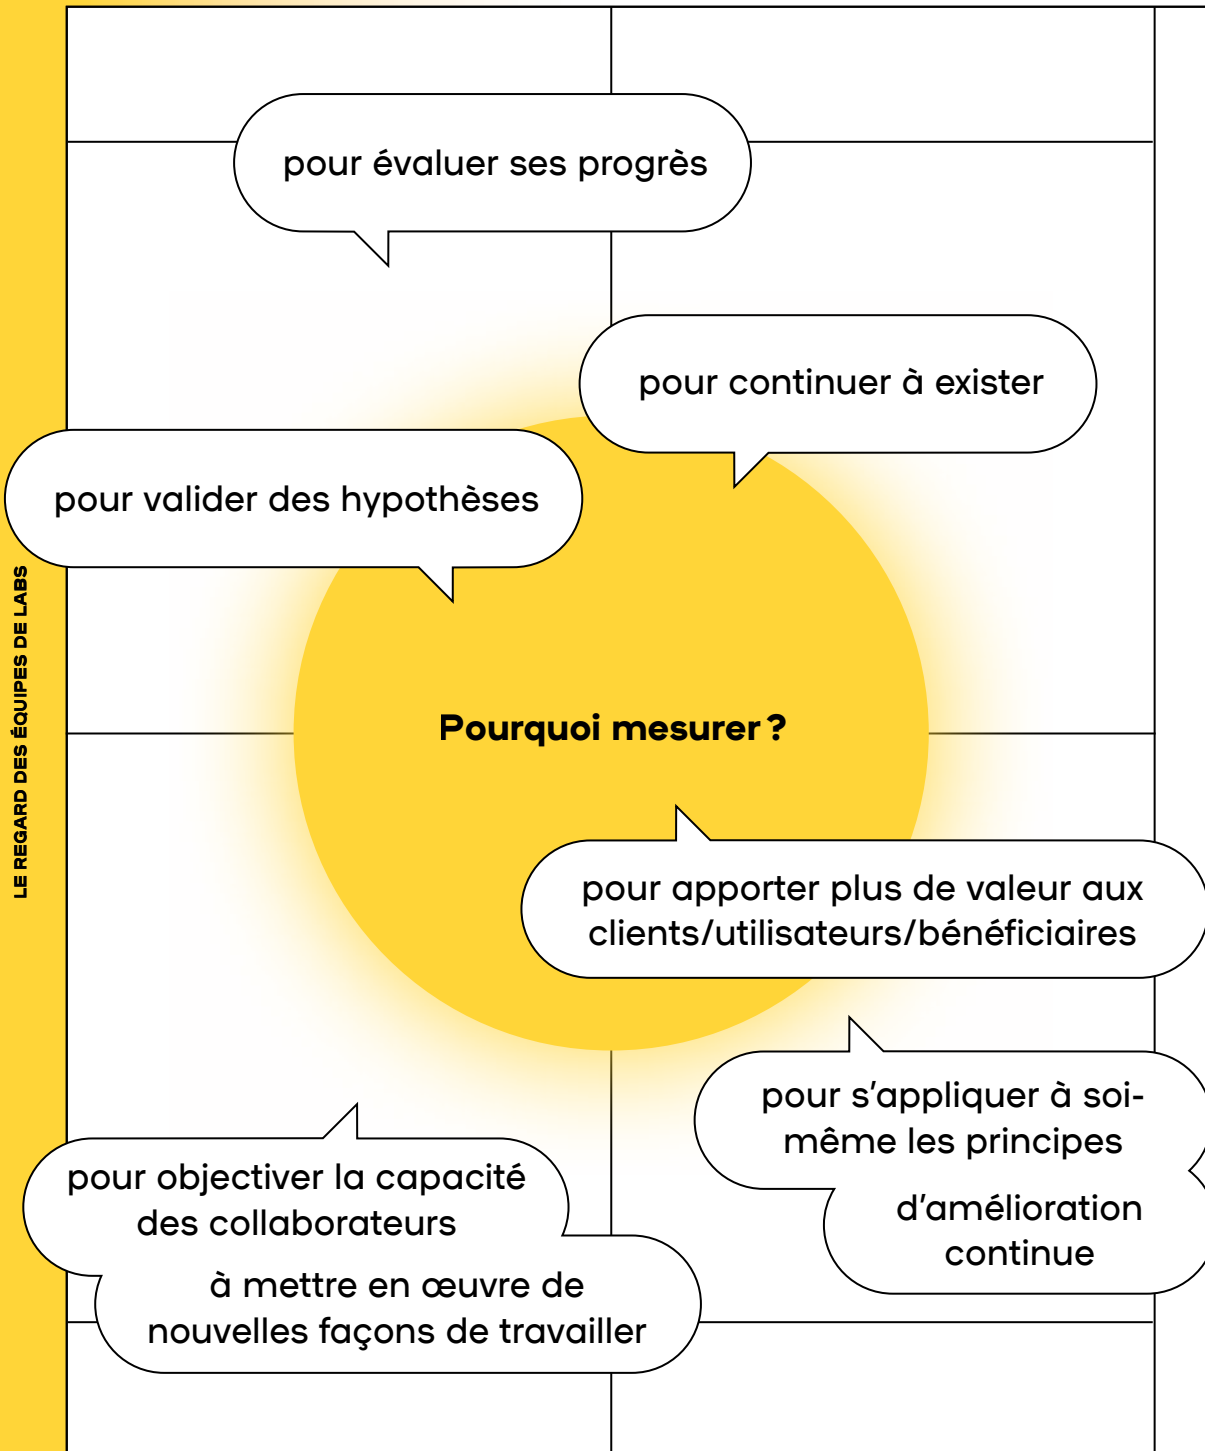 pour évaluer ses progrès
pour continuer à exister
pour valider des hypothèses
LE REGARD DES ÉQUIPES DE LABS
Pourquoi mesurer ?
pour apporter plus de valeur aux
clients/utilisateurs/bénéficiaires
pour s'appliquer à soi-
même les principes
d'amélioration
continue
pour objectiver la capacité
des collaborateurs
à mettre en œuvre de
nouvelles façons de travailler